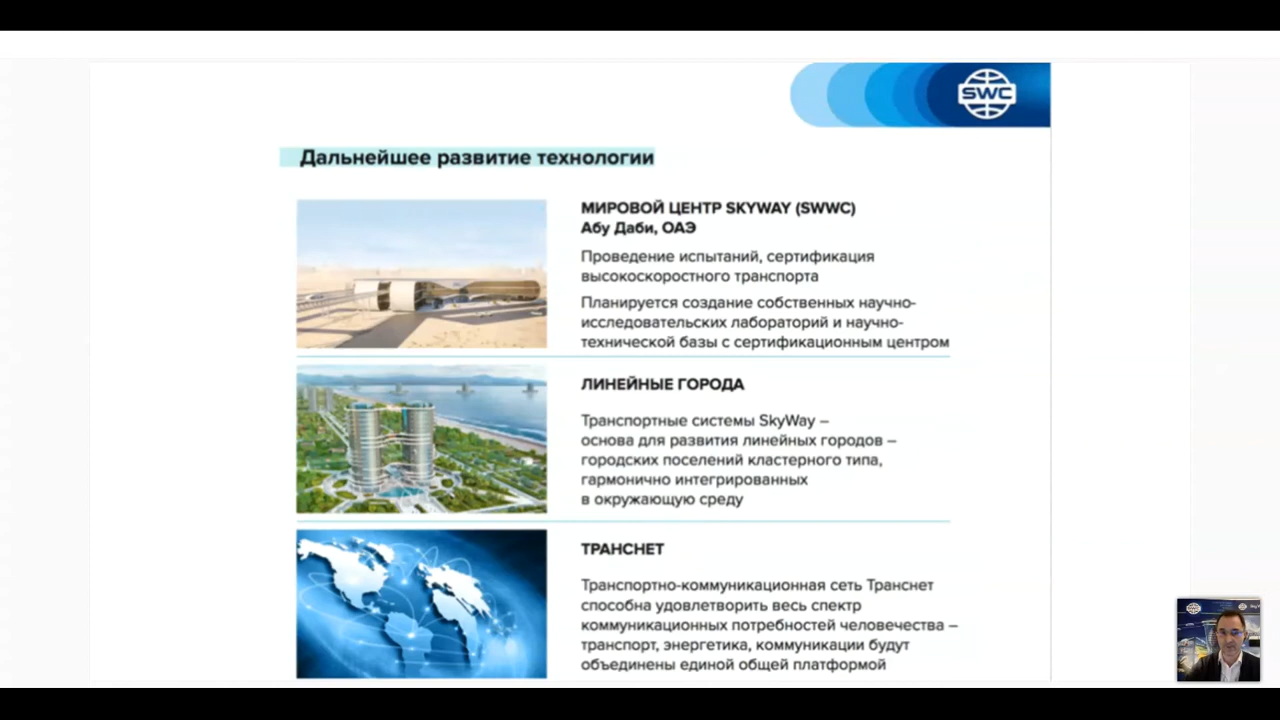 SWC
Дальнейшее развитие технологии
МИРОВОЙ ЦЕНТР SKYWAY (SWWC)
Абу Даби, ОАЭ
Проведение испытаний, сертификация
высокоскоростного транспорта
Планируется создание собственных научно-
исследовательских лабораторий и научно-
технической базы с сертификационным центром
ЛИНЕЙНЫЕ ГОРОДА
Транспортные системы SkyWay –
основа для развития линейных городов –
городских поселений кластерного типа,
гармонично интегрированных
в окружающую среду
ТРАНСНЕТ
Транспортно-коммуникационная сеть Транснет
способна удовлетворить весь спектр
коммуникационных потребностей человечества –
транспорт, энергетика, коммуникации будут
объединены единой общей платформой
SWC